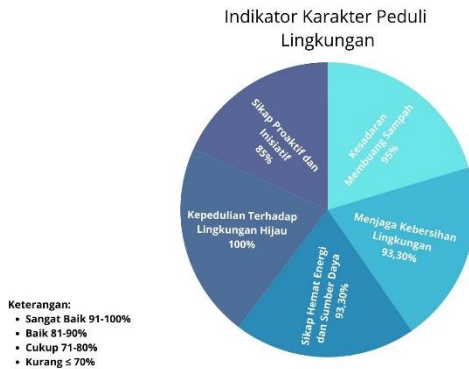 Indikator Karakter Peduli
Lingkungan
Kesadaran
Membuang Sampah
95%
Menjaga Kebersihan
Lingkungan
93,30%
Sikap Hemat Energi
dan Sumber Daya
93,30%
Kepedulian Terhadap
Lingkungan Hijau
100%
Sikap Proaktif dan
Inisiatif
85%
Keterangan:
• Sangat Baik 91-100%
• Baik 81-90%
• Cukup 71-80%
• Kurang ≤ 70%